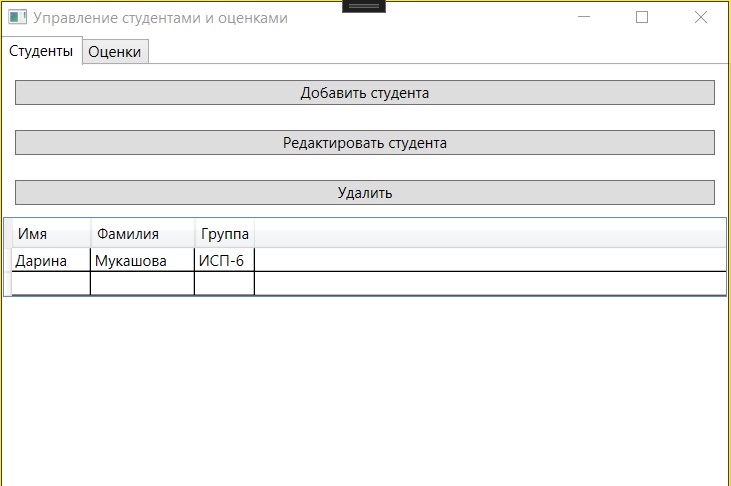 Управление студентами и оценками
Студенты Оценки
Добавить студента
Редактировать студента
Удалить
Имя Фамилия Группа
Дарина Мукашова ИСП-6